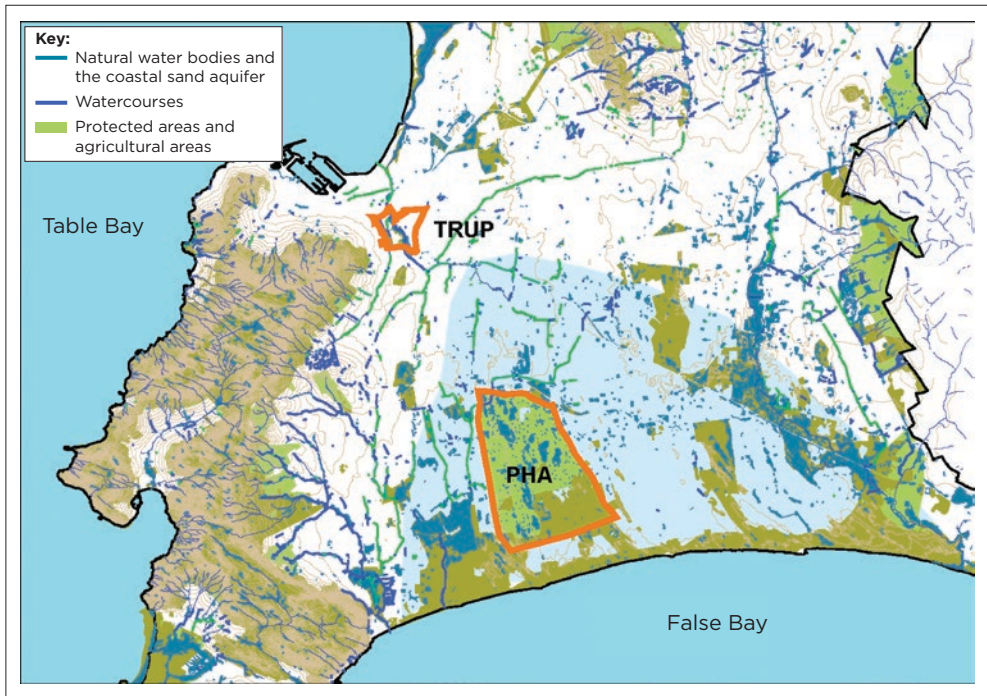 Key:
Natural water bodies and
the coastal sand aquifer
Watercourses
Protected areas and
agricultural areas
Table Bay
TRUP
PHA
False Bay